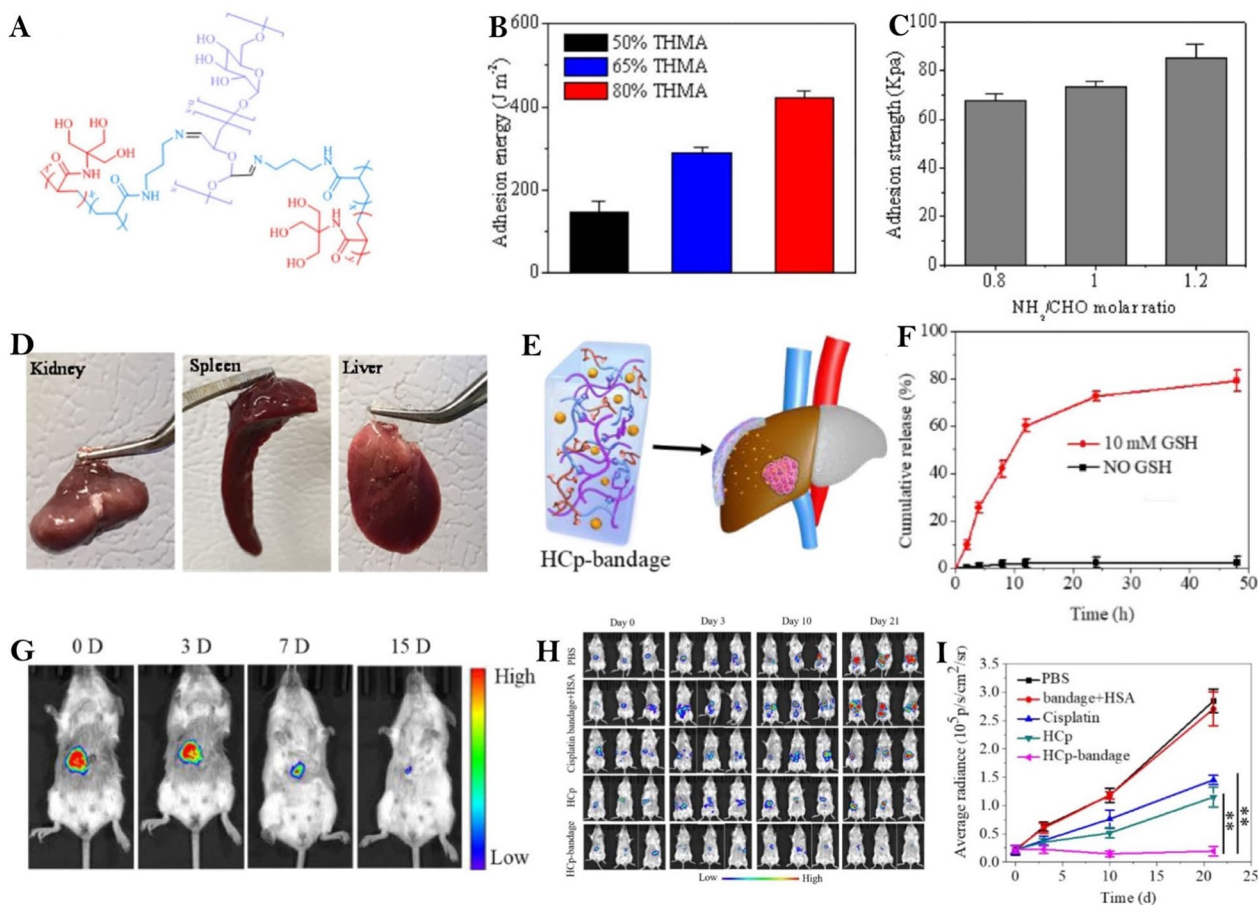 A
HO
O
HO
HO
HO
O
O
HO
HO
OH
N
O
O
N
H
N
O
NH
O
NH
O
O
HO
HO
HO
NH
O
B
Adhesion energy (J m⁻²)
600
400
200
0
50% THMA
65% THMA
80% THMA
C
Adhesion strength (Kpa)
100
80
60
40
20
0
0.8
1
1.2
NH₂/CHO molar ratio
D
Kidney
Spleen
Liver
E
HCp-bandage
F
Cumulative release (%)
100
80
60
40
20
0
10 mM GSH
NO GSH
0
10
20
30
40
50
Time (h)
G
0 D
3 D
7 D
15 D
High
Low
H
Day 0
Day 3
Day 10
Day 21
PBS
bandage+HSA
Cisplatin
HCp
HCp-bandage
Low
High
I
Average radiance (10⁵p/s/cm²/sr)
3.5
3.0
2.5
2.0
1.5
1.0
0.5
0.0
PBS
bandage+HSA
Cisplatin
HCp
HCp-bandage
**
**
0
5
10
15
20
25
Time (d)